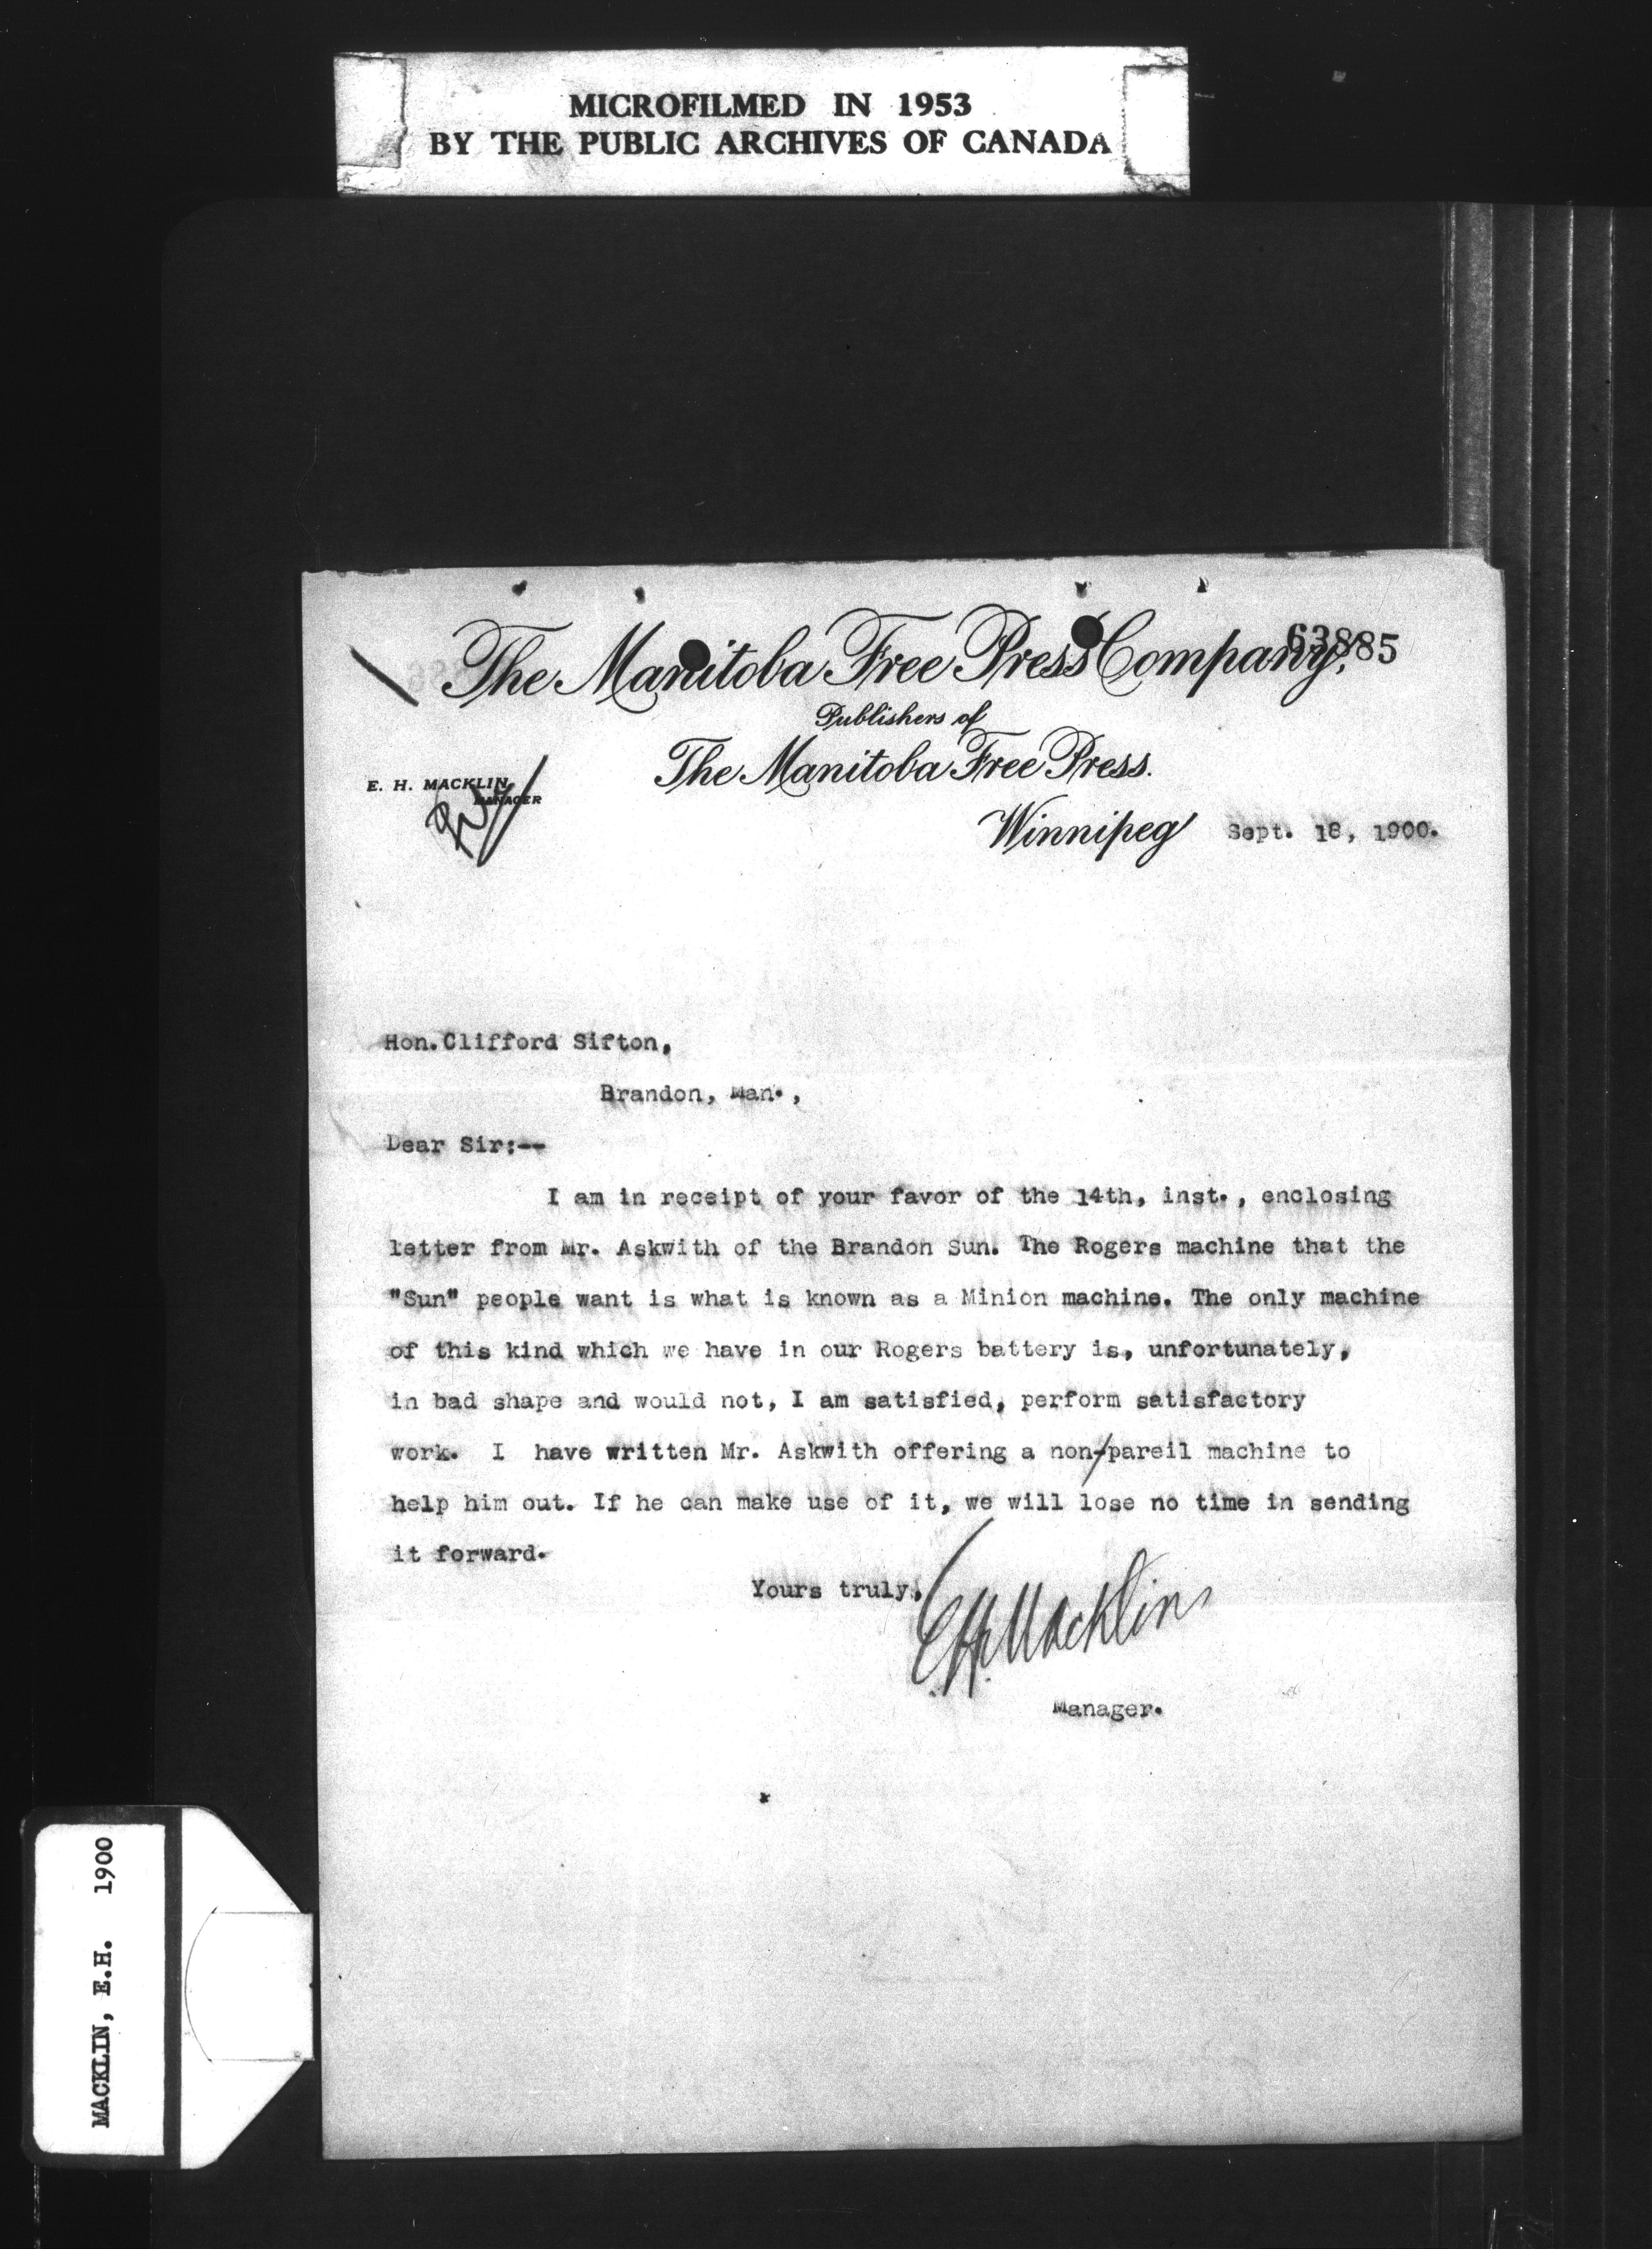 MICROFILMED IN 1953
BY THE PUBLIC ARCHIVES OF CANADA
63885
The Manitoba Free Press Company,
Publishers of
The Manitoba Free Press.
E. H. MACKLIN,
MANAGER
Winnipeg Sept. 18, 1900.
Hon.Clifford Sifton,
Brandon, Man.,
Dear Sir:--
I am in receipt of your favor of the 14th, inst., enclosing
letter from Mr. Askwith of the Brandon Sun. The Rogers machine that the
"Sun" people want is what is known as a Minion machine. The only machine
of this kind which we have in our Rogers battery is, unfortunately,
in bad shape and would not, I am satisfied, perform satisfactory
work. I have written Mr. Askwith offering a non-/pareil machine to
help him out. If he can make use of it, we will lose no time in sending
it forward.
Yours truly,
E.H. Macklin
Manager.
MACKLIN, E.H. 1900